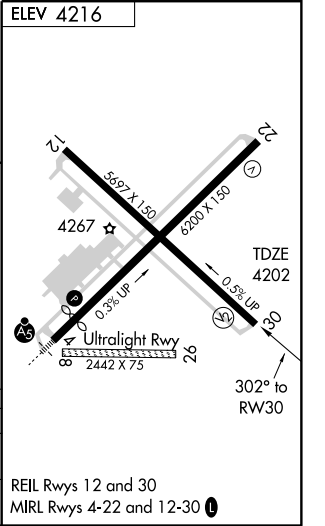 ELEV 4216
12
22
5697 X 150
6200 X 150
V
4267
TDZE
4202
P
0.3% UP
0.5% UP
A5
V2
30
4
Ultralight Rwy
8
26
2442 X 75
302° to
RW30
REIL Rwys 12 and 30
MIRL Rwys 4-22 and 12-30 L